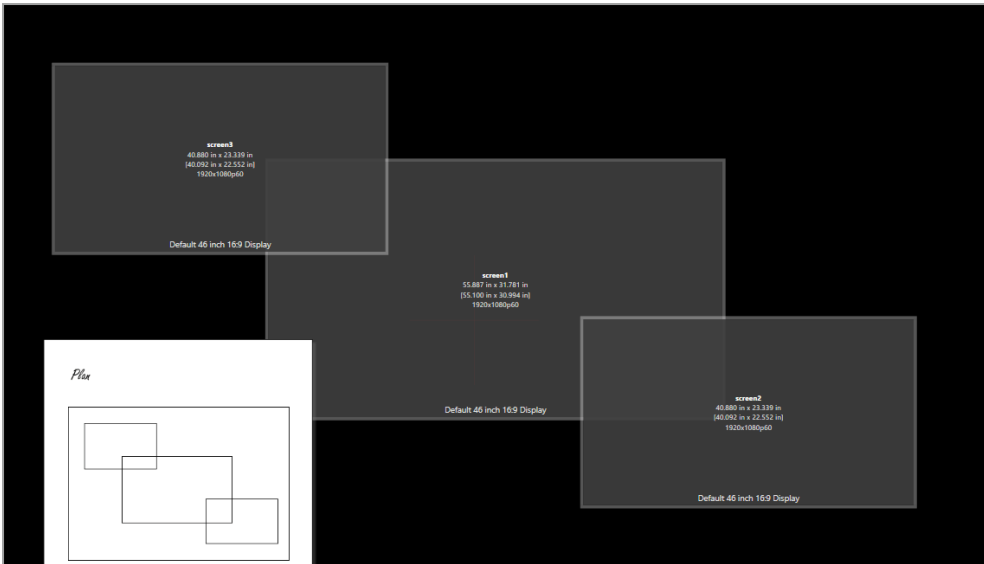 screen3
40.880 in x 23.339 in
[40.092 in x 22.552 in]
1920x1080p60
Default 46 inch 16:9 Display
screen1
55.887 in x 31.781 in
[55.100 in x 30.994 in]
1920x1080p60
Default 46 inch 16:9 Display
screen2
40.880 in x 23.339 in
[40.092 in x 22.552 in]
1920x1080p60
Default 46 inch 16:9 Display
Plan